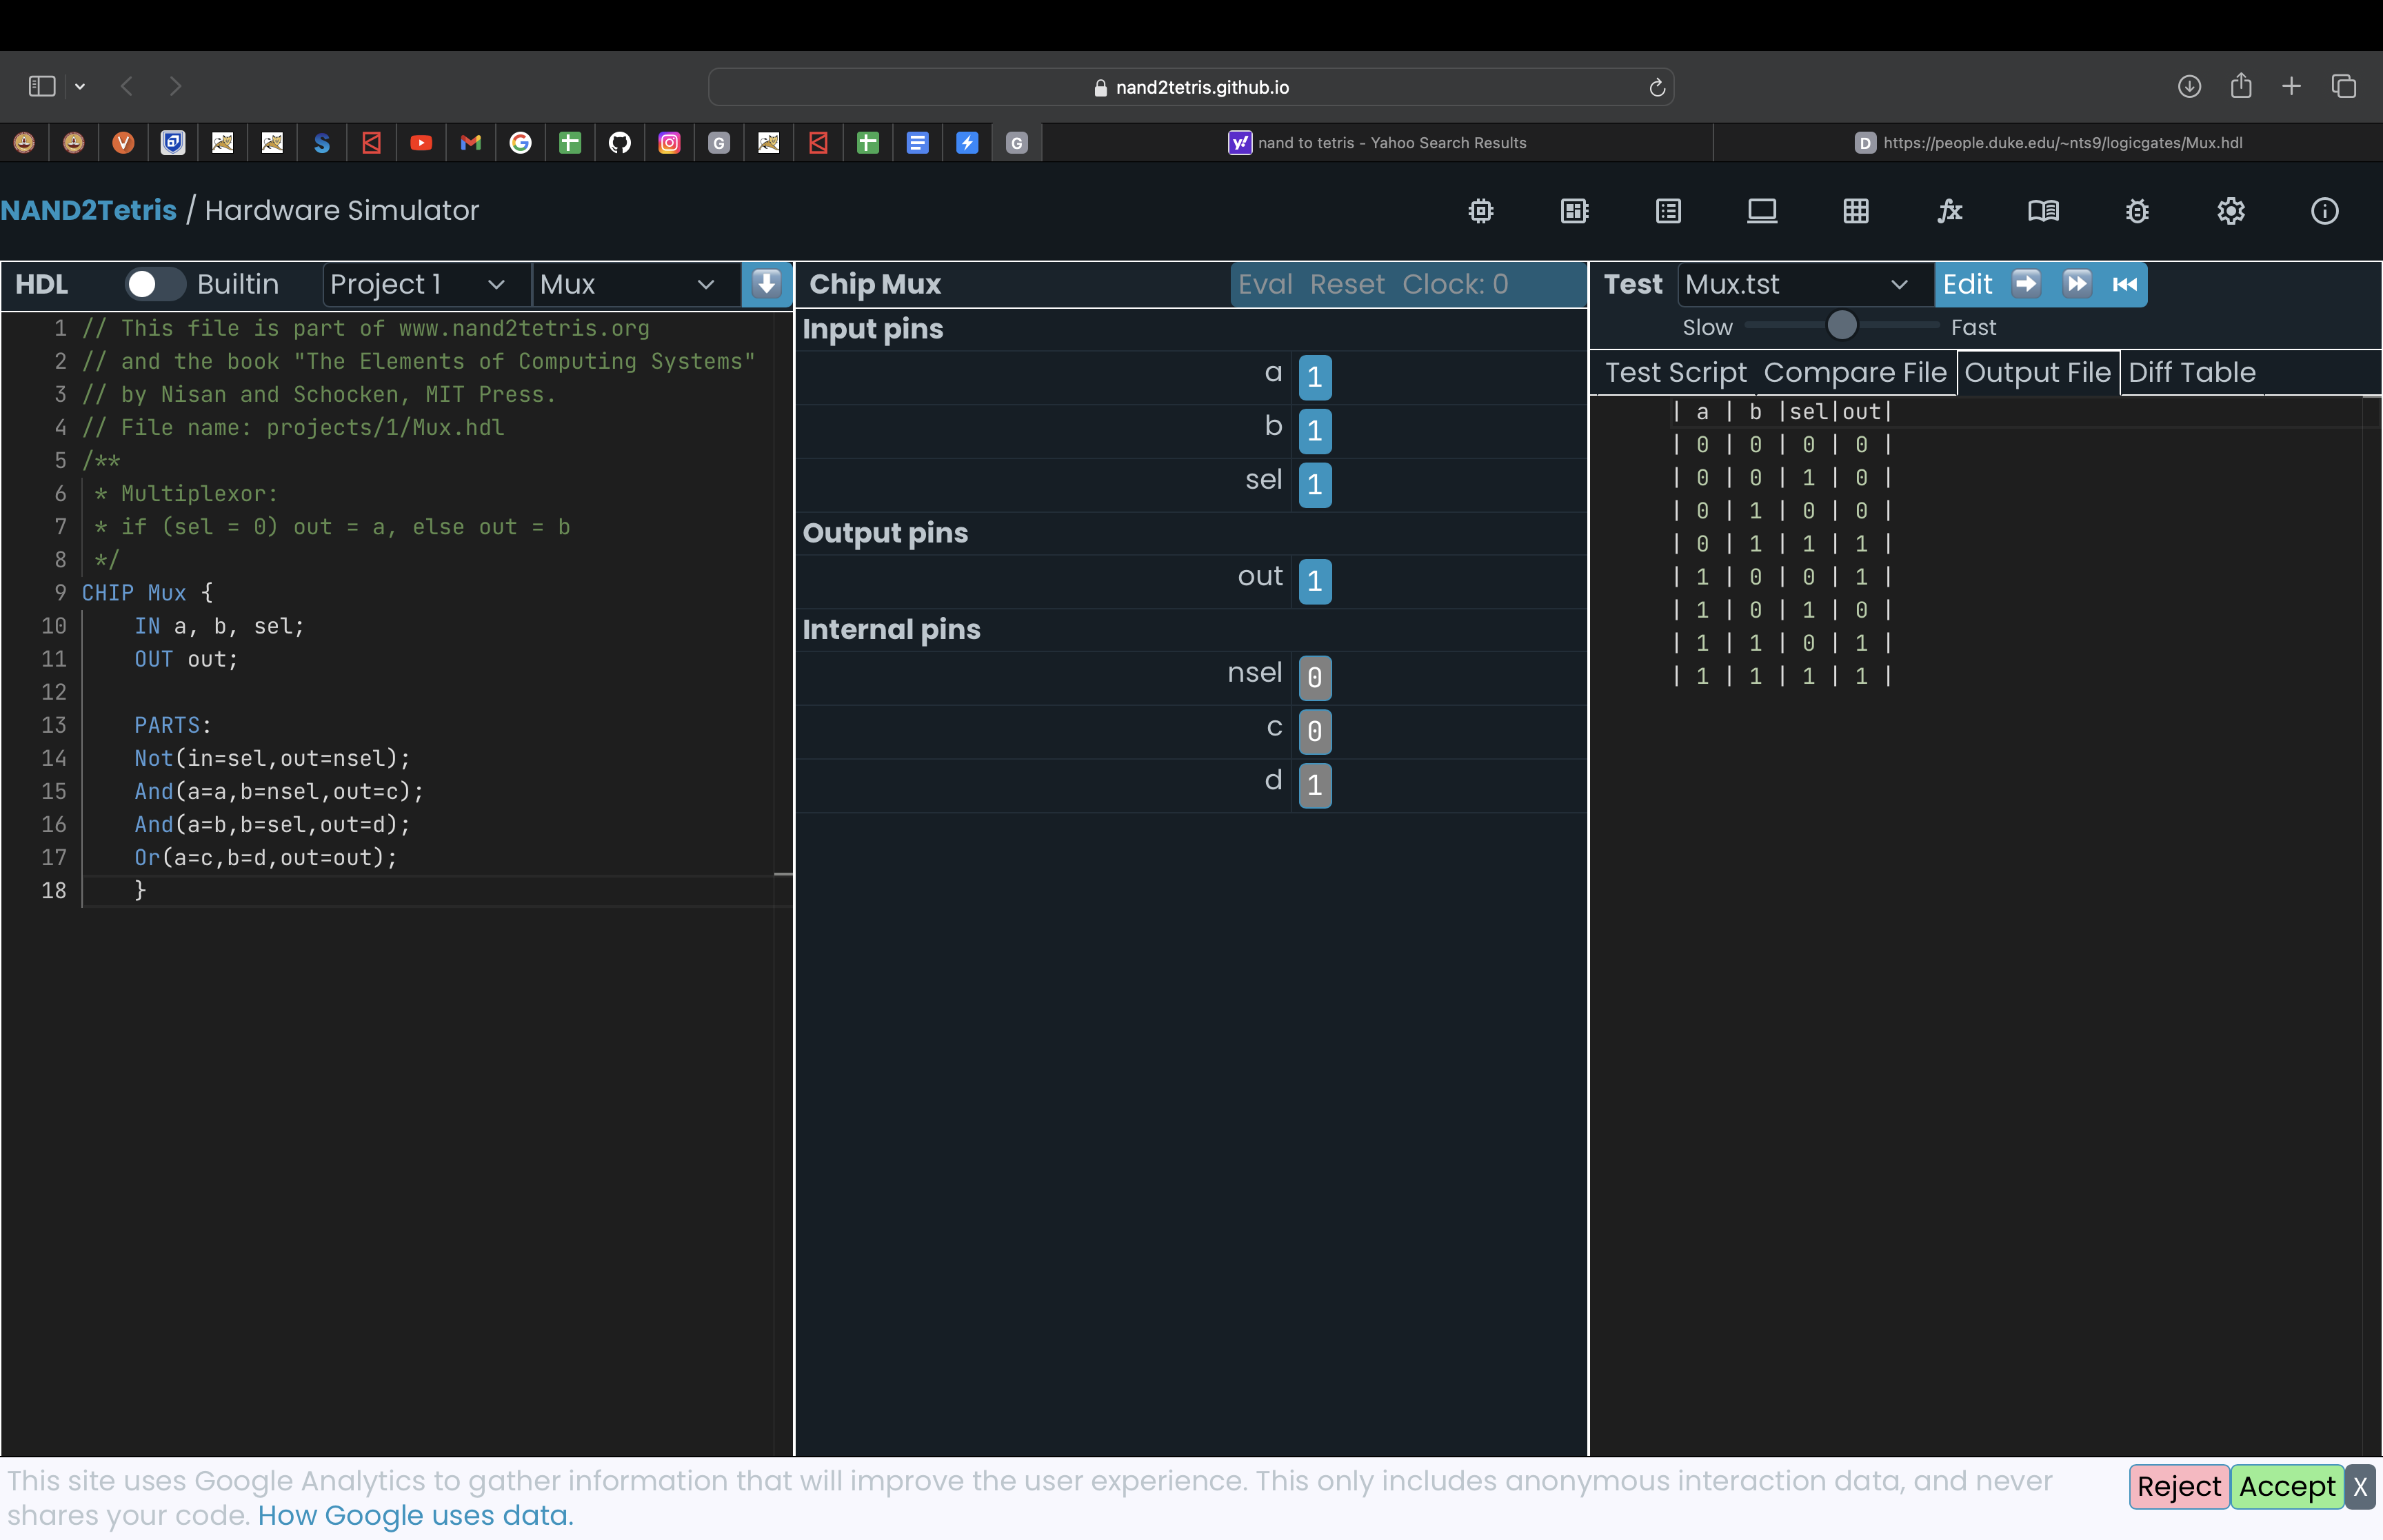 nand2tetris.github.io
nand to tetris - Yahoo Search Results
D https://people.duke.edu/~nts9/logicgates/Mux.hdl
NAND2Tetris / Hardware Simulator
HDL Builtin Project 1 Mux
1 // This file is part of www.nand2tetris.org
2 // and the book "The Elements of Computing Systems"
3 // by Nisan and Schocken, MIT Press.
4 // File name: projects/1/Mux.hdl
5 /**
6 * Multiplexor:
7 * if (sel = 0) out = a, else out = b
8 */
9 CHIP Mux {
10 IN a, b, sel;
11 OUT out;
12
13 PARTS:
14 Not(in=sel,out=nsel);
15 And(a=a,b=nsel,out=c);
16 And(a=b,b=sel,out=d);
17 Or(a=c,b=d,out=out);
18 }
Chip Mux Eval Reset Clock: 0
Input pins
a 1
b 1
sel 1
Output pins
out 1
Internal pins
nsel 0
c 0
d 1
Test Mux.tst Edit
Slow Fast
Test Script Compare File Output File Diff Table
| a | b |sel|out|
| 0 | 0 | 0 | 0 |
| 0 | 0 | 1 | 0 |
| 0 | 1 | 0 | 0 |
| 0 | 1 | 1 | 1 |
| 1 | 0 | 0 | 1 |
| 1 | 0 | 1 | 0 |
| 1 | 1 | 0 | 1 |
| 1 | 1 | 1 | 1 |
This site uses Google Analytics to gather information that will improve the user experience. This only includes anonymous interaction data, and never
shares your code. How Google uses data.
Reject Accept X